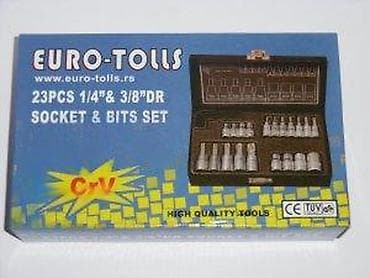 EURO-TOLLS
www.euro-tolls.rs
23PCS 1/4"& 3/8"DR
SOCKET & BITS SET
CrV
HIGH QUALITY TOOLS
CE TÜV GS